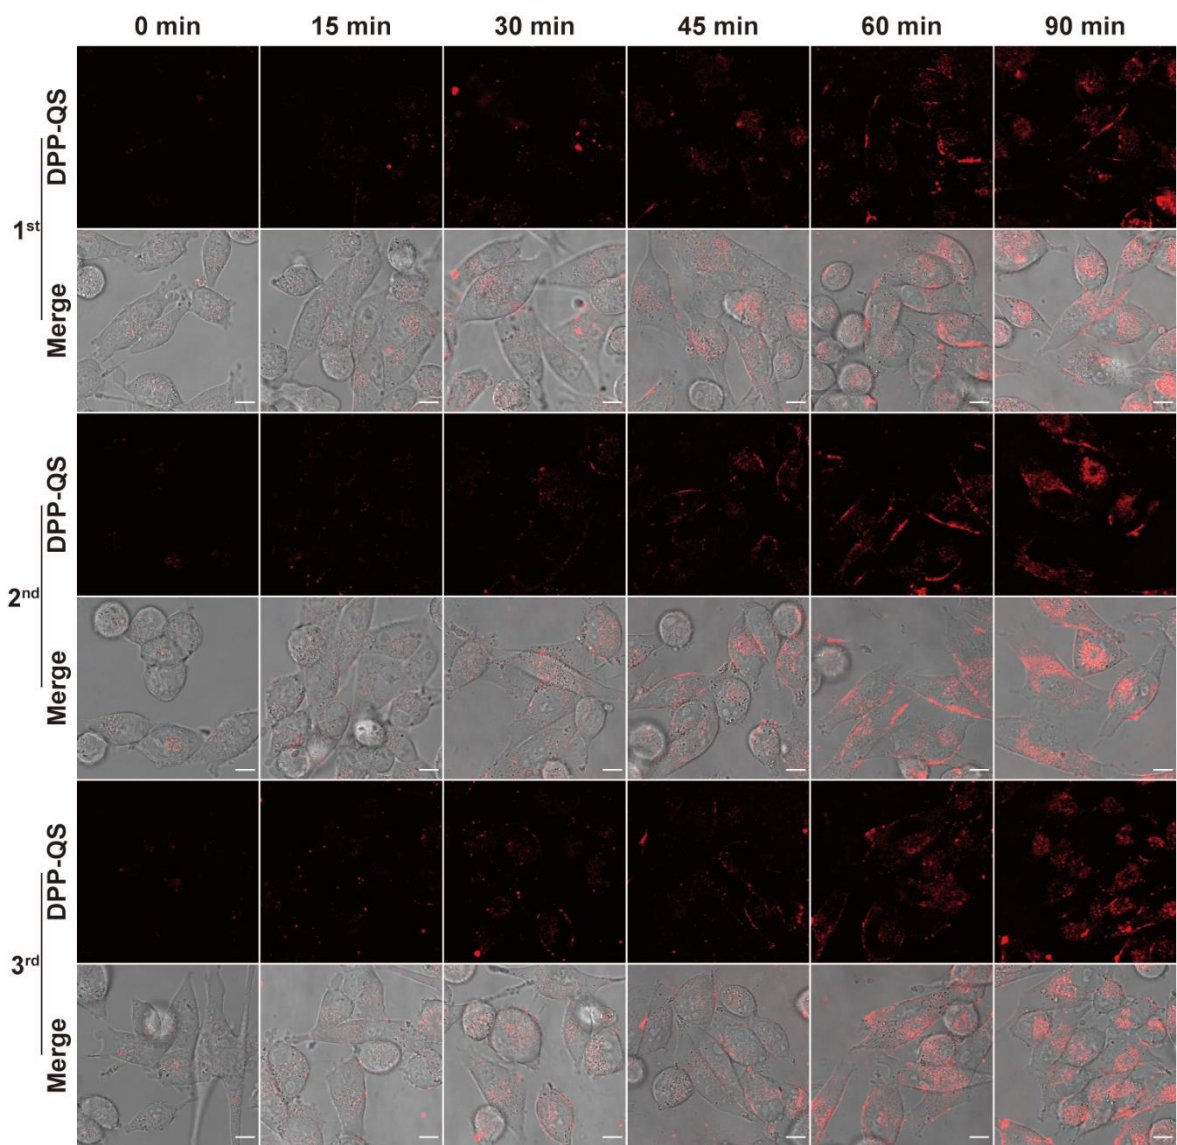 0 min 15 min 30 min 45 min 60 min 90 min
1st
DPP-QS
Merge
2nd
DPP-QS
Merge
3rd
DPP-QS
Merge